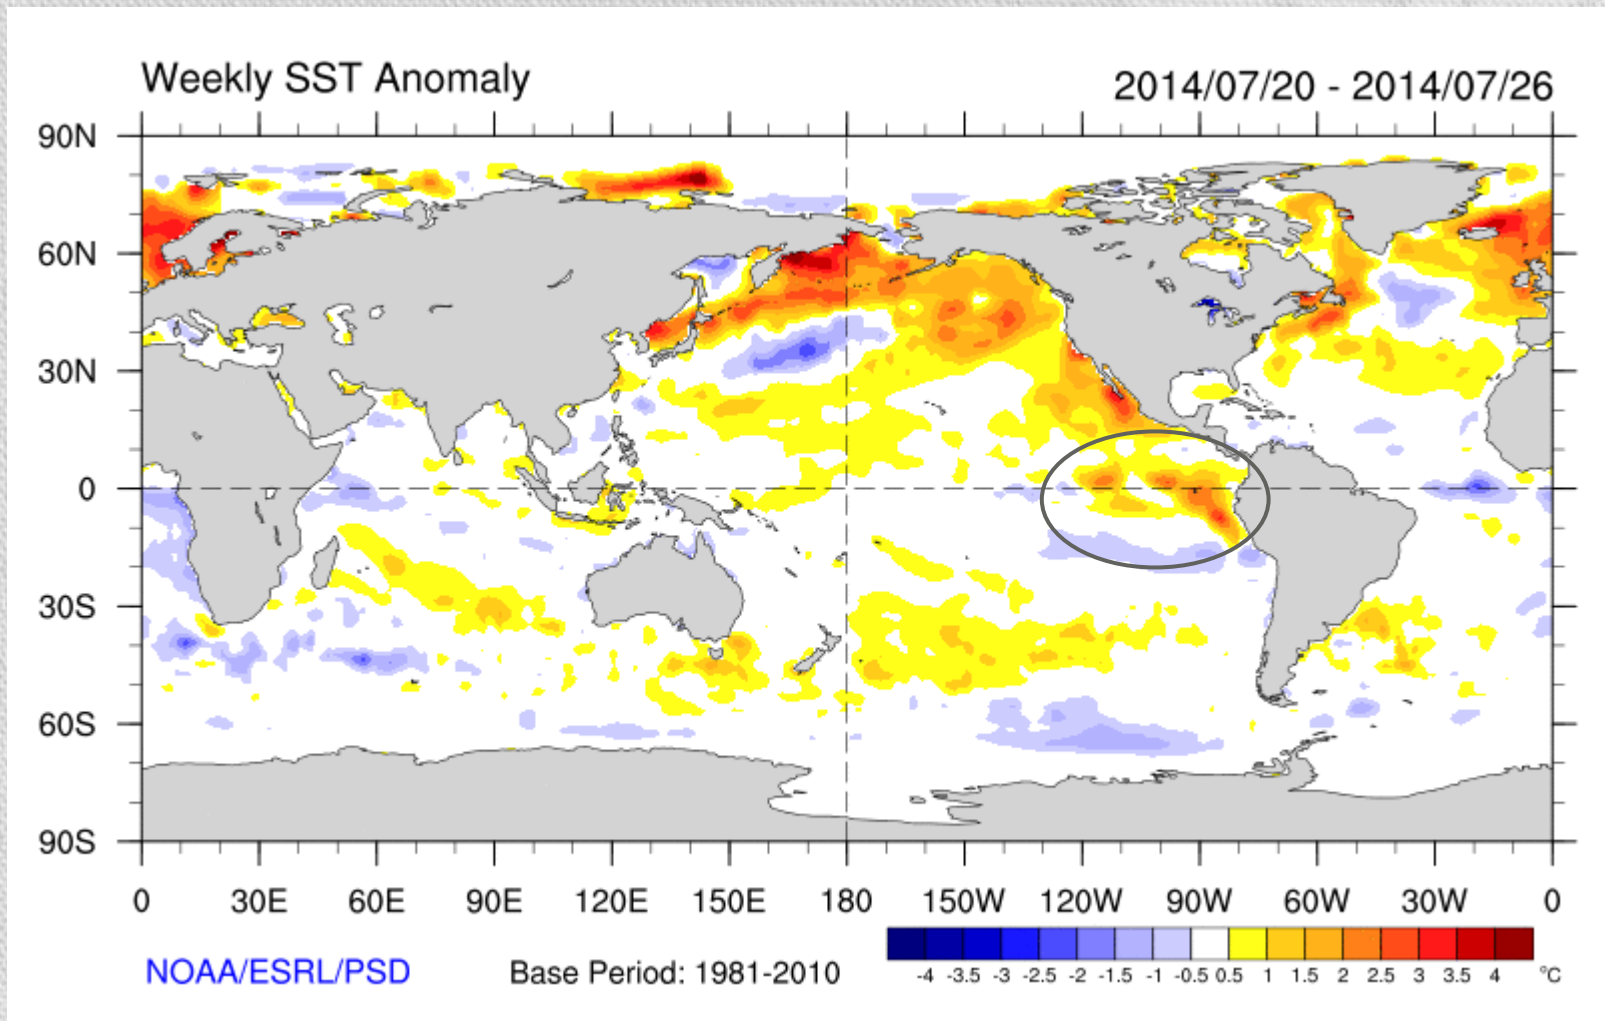 Weekly SST Anomaly
2014/07/20 - 2014/07/26
90N
60N
30N
0
30S
60S
90S
0 30E 60E 90E 120E 150E 180 150W 120W 90W 60W 30W 0
-4 -3.5 -3 -2.5 -2 -1.5 -1 -0.5 0.5 1 1.5 2 2.5 3 3.5 4 °C
NOAA/ESRL/PSD
Base Period: 1981-2010